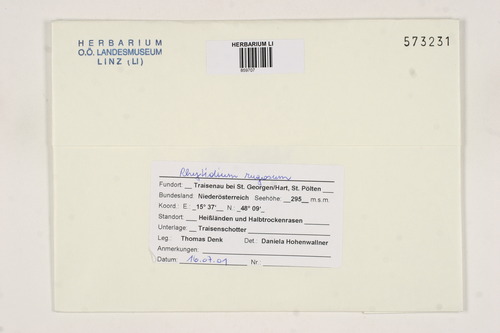 HERBARIUM
O.Ö. LANDESMUSEUM
LINZ (LI)
HERBARIUM LI
859707
573231
Rhytidium rugosum
Fundort: Traisenau bei St. Georgen/Hart, St. Pölten
Bundesland: Niederösterreich Seehöhe: 295 m.s.m.
Koord.: E.: 15° 37' N.: 48° 09'
Standort: Heißländen und Halbtrockenrasen
Unterlage: Traisenschotter
Leg.: Thomas Denk Det.: Daniela Hohenwallner
Anmerkungen:
Datum: 16.07.01 Nr.: